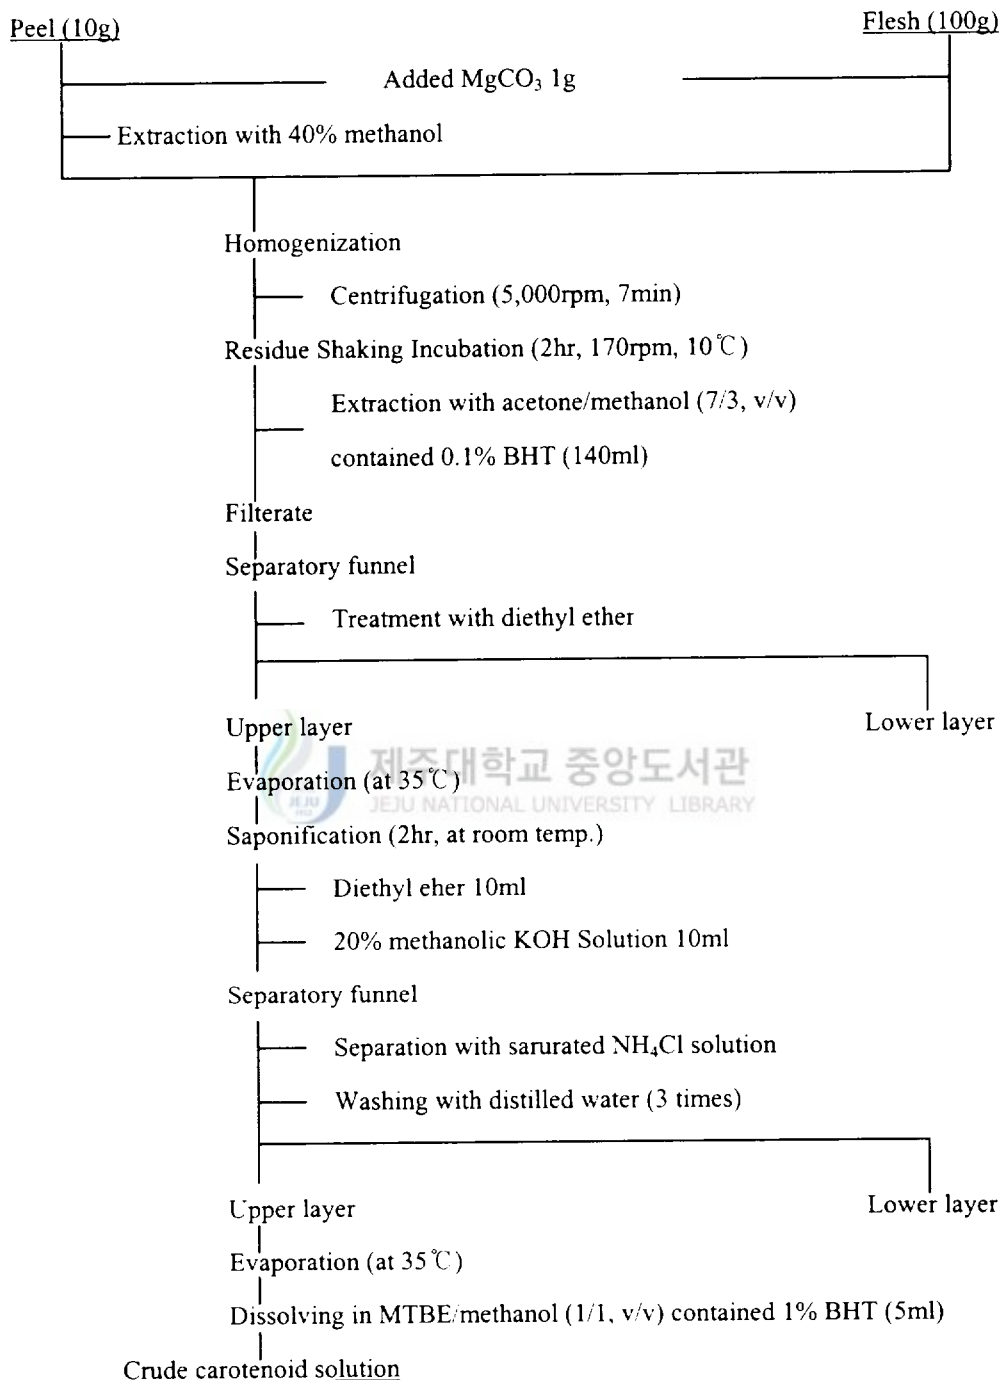 Peel (10g)
Flesh (100g)
Added MgCO₃ 1g
Extraction with 40% methanol
Homogenization
Centrifugation (5,000rpm, 7min)
Residue Shaking Incubation (2hr, 170rpm, 10℃)
Extraction with acetone/methanol (7/3, v/v)
contained 0.1% BHT (140ml)
Filterate
Separatory funnel
Treatment with diethyl ether
Upper layer
Lower layer
제주대학교 중앙도서관
JEJU NATIONAL UNIVERSITY LIBRARY
JEJU
1952
Evaporation (at 35℃)
Saponification (2hr, at room temp.)
Diethyl eher 10ml
20% methanolic KOH Solution 10ml
Separatory funnel
Separation with sarurated NH₄Cl solution
Washing with distilled water (3 times)
Upper layer
Lower layer
Evaporation (at 35℃)
Dissolving in MTBE/methanol (1/1, v/v) contained 1% BHT (5ml)
Crude carotenoid solution